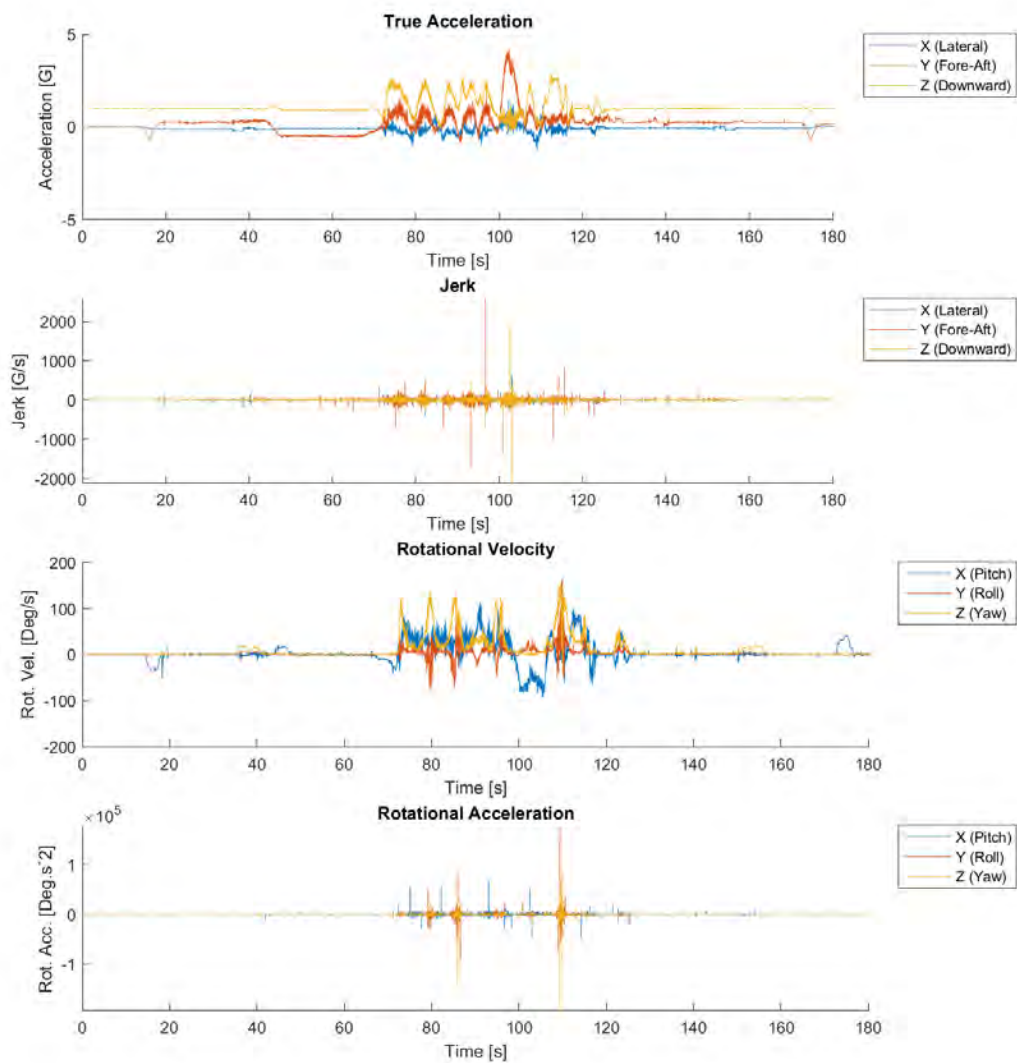 True Acceleration
5
0
-5
Acceleration [G]
0 20 40 60 80 100 120 140 160 180
Time [s]
X (Lateral)
Y (Fore-Aft)
Z (Downward)
Jerk
2000
1000
0
-1000
-2000
Jerk [G/s]
0 20 40 60 80 100 120 140 160 180
Time [s]
X (Lateral)
Y (Fore-Aft)
Z (Downward)
Rotational Velocity
200
100
0
-100
-200
Rot. Vel. [Deg/s]
0 20 40 60 80 100 120 140 160 180
Time [s]
X (Pitch)
Y (Roll)
Z (Yaw)
Rotational Acceleration
×10^5
1
0
-1
Rot. Acc. [Deg.s^2]
0 20 40 60 80 100 120 140 160 180
Time [s]
X (Pitch)
Y (Roll)
Z (Yaw)